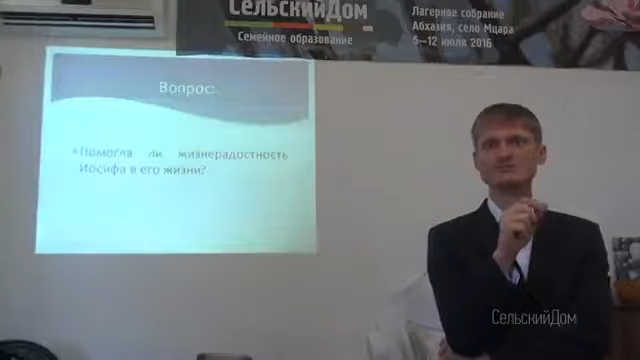 СельскийДом
Семейное образование
Лагерное собрание
Абхазия, село Мцара
5–12 июля 2016
Вопрос:
Помогла ли жизнерадостность
Иосифа в его жизни?
СельскийДом